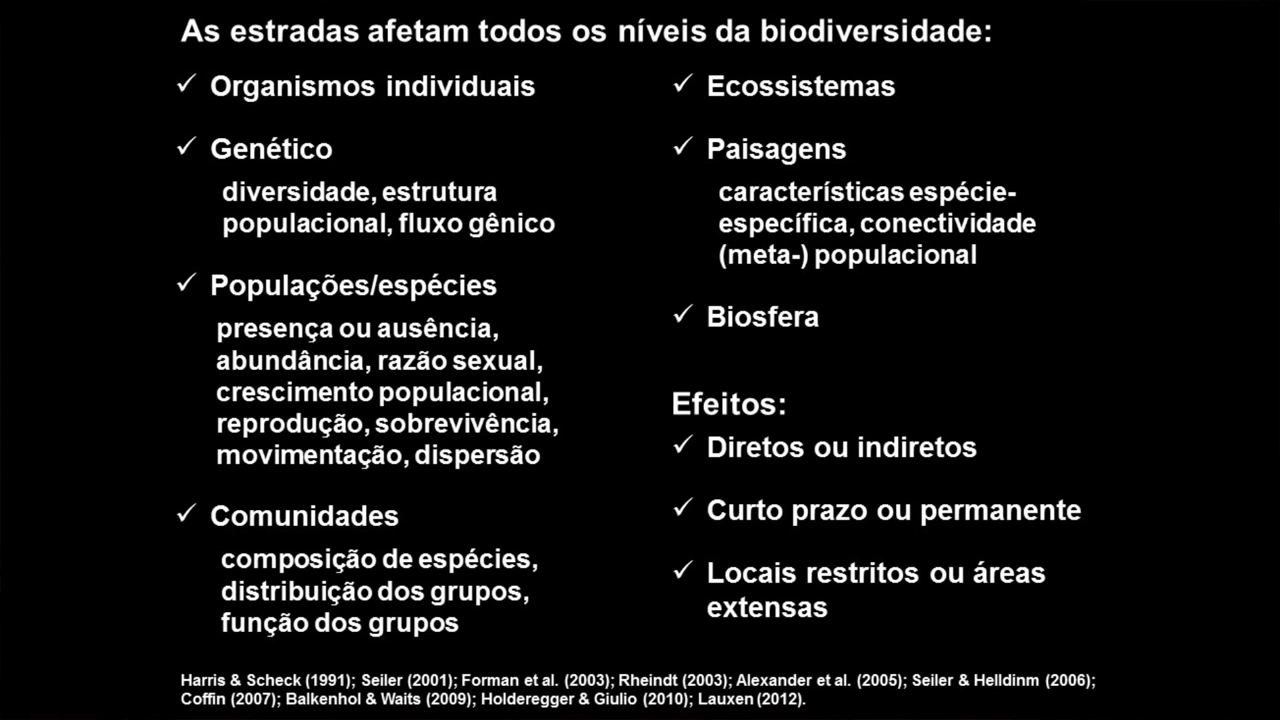 As estradas afetam todos os níveis da biodiversidade:
✓ Organismos individuais
✓ Genético
diversidade, estrutura
populacional, fluxo gênico
✓ Populações/espécies
presença ou ausência,
abundância, razão sexual,
crescimento populacional,
reprodução, sobrevivência,
movimentação, dispersão
✓ Comunidades
composição de espécies,
distribuição dos grupos,
função dos grupos
✓ Ecossistemas
✓ Paisagens
características espécie-
específica, conectividade
(meta-) populacional
✓ Biosfera
Efeitos:
✓ Diretos ou indiretos
✓ Curto prazo ou permanente
✓ Locais restritos ou áreas
extensas
Harris & Scheck (1991); Seiler (2001); Forman et al. (2003); Rheindt (2003); Alexander et al. (2005); Seiler & Helldinm (2006);
Coffin (2007); Balkenhol & Waits (2009); Holderegger & Giulio (2010); Lauxen (2012).